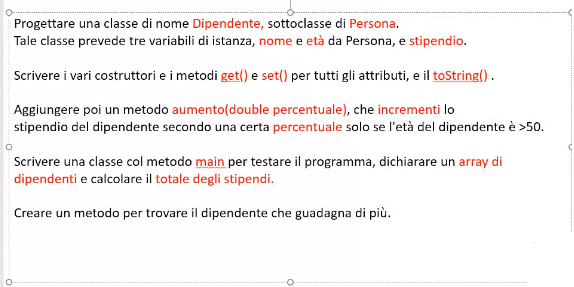 Progettare una classe di nome Dipendente, sottoclasse di Persona.
Tale classe prevede tre variabili di istanza, nome e età da Persona, e stipendio.
Scrivere i vari costruttori e i metodi get() e set() per tutti gli attributi, e il toString() .
Aggiungere poi un metodo aumento(double percentuale), che incrementi lo
stipendio del dipendente secondo una certa percentuale solo se l'età del dipendente è >50.
Scrivere una classe col metodo main per testare il programma, dichiarare un array di
dipendenti e calcolare il totale degli stipendi.
Creare un metodo per trovare il dipendente che guadagna di più.